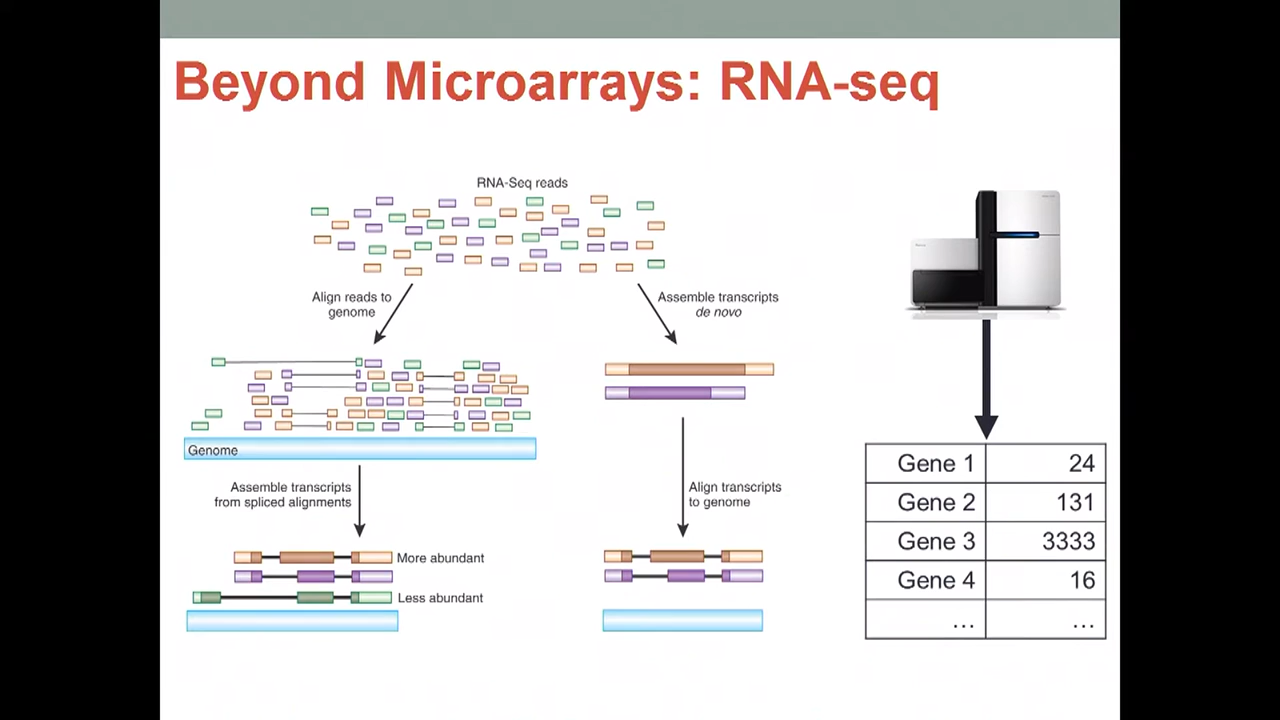 Beyond Microarrays: RNA-seq
RNA-Seq reads
Align reads to
genome
Assemble transcripts
de novo
Genome
Assemble transcripts
from spliced alignments
Align transcripts
to genome
More abundant
Less abundant
Gene 1 24
Gene 2 131
Gene 3 3333
Gene 4 16
… …